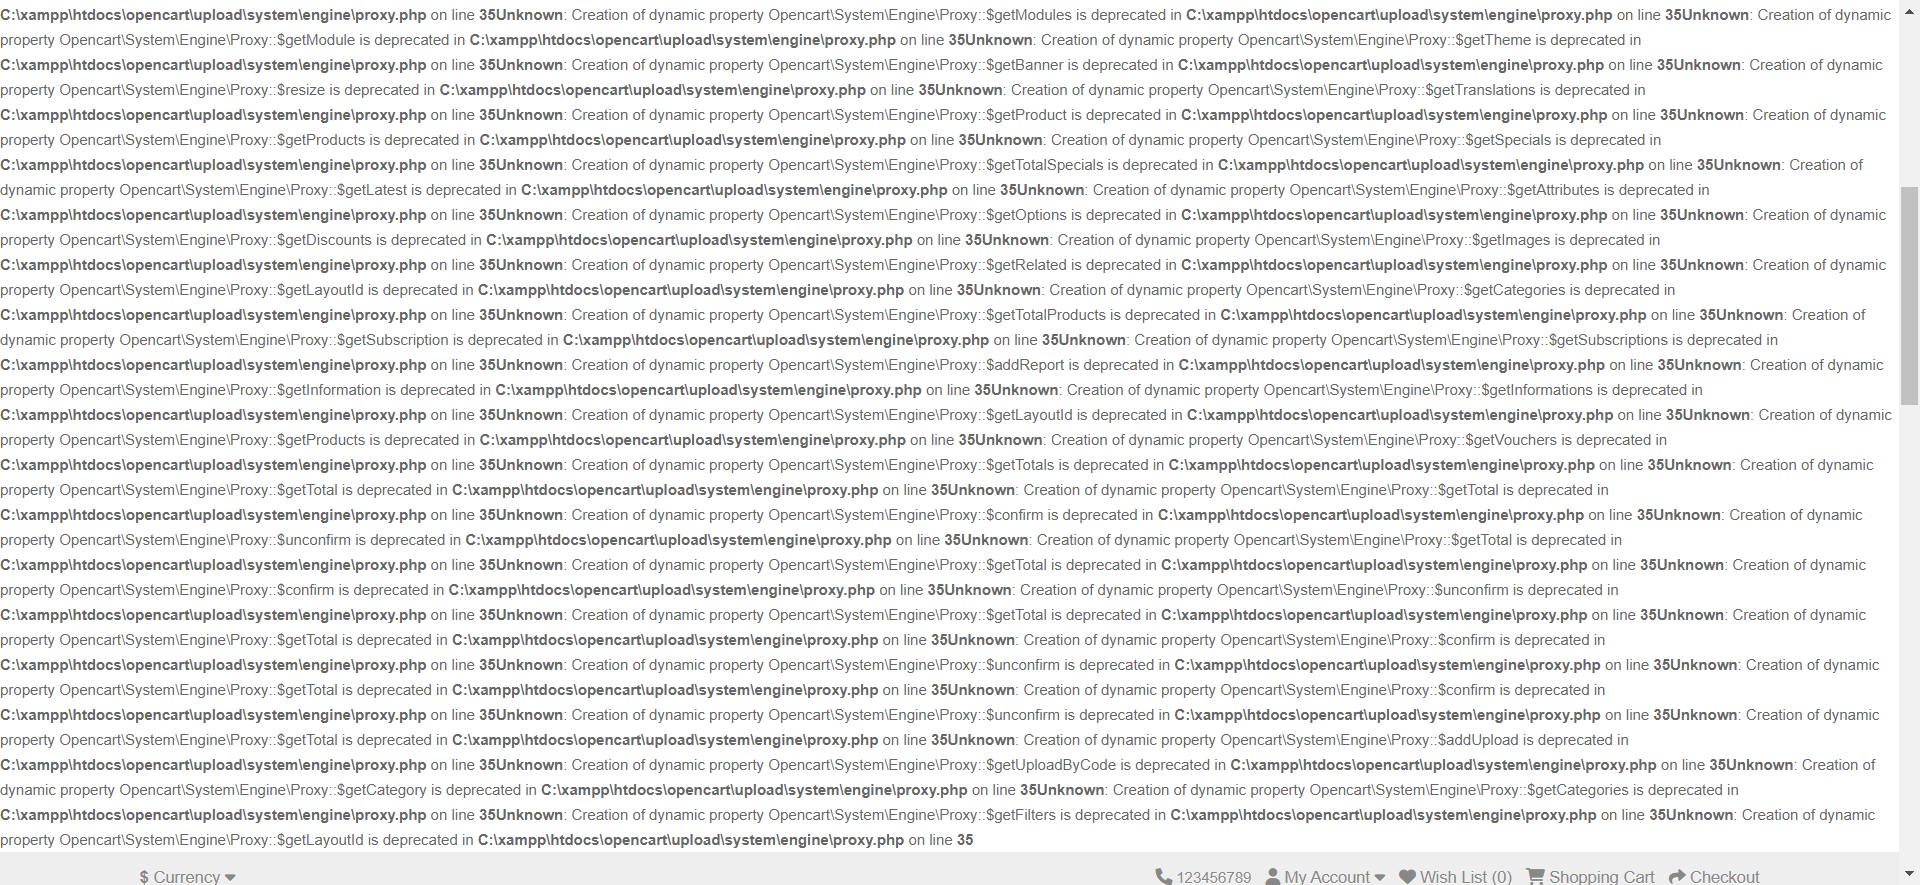 C:\xampp\htdocs\opencart\upload\system\engine\proxy.php on line 35Unknown: Creation of dynamic property Opencart\System\Engine\Proxy::$getModules is deprecated in C:\xampp\htdocs\opencart\upload\system\engine\proxy.php on line 35Unknown: Creation of dynamic
property Opencart\System\Engine\Proxy::$getModule is deprecated in C:\xampp\htdocs\opencart\upload\system\engine\proxy.php on line 35Unknown: Creation of dynamic property Opencart\System\Engine\Proxy::$getTheme is deprecated in
C:\xampp\htdocs\opencart\upload\system\engine\proxy.php on line 35Unknown: Creation of dynamic property Opencart\System\Engine\Proxy::$getBanner is deprecated in C:\xampp\htdocs\opencart\upload\system\engine\proxy.php on line 35Unknown: Creation of dynamic
property Opencart\System\Engine\Proxy::$resize is deprecated in C:\xampp\htdocs\opencart\upload\system\engine\proxy.php on line 35Unknown: Creation of dynamic property Opencart\System\Engine\Proxy::$getTranslations is deprecated in
C:\xampp\htdocs\opencart\upload\system\engine\proxy.php on line 35Unknown: Creation of dynamic property Opencart\System\Engine\Proxy::$getProduct is deprecated in C:\xampp\htdocs\opencart\upload\system\engine\proxy.php on line 35Unknown: Creation of dynamic
property Opencart\System\Engine\Proxy::$getProducts is deprecated in C:\xampp\htdocs\opencart\upload\system\engine\proxy.php on line 35Unknown: Creation of dynamic property Opencart\System\Engine\Proxy::$getSpecials is deprecated in
C:\xampp\htdocs\opencart\upload\system\engine\proxy.php on line 35Unknown: Creation of dynamic property Opencart\System\Engine\Proxy::$getTotalSpecials is deprecated in C:\xampp\htdocs\opencart\upload\system\engine\proxy.php on line 35Unknown: Creation of
dynamic property Opencart\System\Engine\Proxy::$getLatest is deprecated in C:\xampp\htdocs\opencart\upload\system\engine\proxy.php on line 35Unknown: Creation of dynamic property Opencart\System\Engine\Proxy::$getAttributes is deprecated in
C:\xampp\htdocs\opencart\upload\system\engine\proxy.php on line 35Unknown: Creation of dynamic property Opencart\System\Engine\Proxy::$getOptions is deprecated in C:\xampp\htdocs\opencart\upload\system\engine\proxy.php on line 35Unknown: Creation of dynamic
property Opencart\System\Engine\Proxy::$getDiscounts is deprecated in C:\xampp\htdocs\opencart\upload\system\engine\proxy.php on line 35Unknown: Creation of dynamic property Opencart\System\Engine\Proxy::$getImages is deprecated in
C:\xampp\htdocs\opencart\upload\system\engine\proxy.php on line 35Unknown: Creation of dynamic property Opencart\System\Engine\Proxy::$getRelated is deprecated in C:\xampp\htdocs\opencart\upload\system\engine\proxy.php on line 35Unknown: Creation of dynamic
property Opencart\System\Engine\Proxy::$getLayoutId is deprecated in C:\xampp\htdocs\opencart\upload\system\engine\proxy.php on line 35Unknown: Creation of dynamic property Opencart\System\Engine\Proxy::$getCategories is deprecated in
C:\xampp\htdocs\opencart\upload\system\engine\proxy.php on line 35Unknown: Creation of dynamic property Opencart\System\Engine\Proxy::$getTotalProducts is deprecated in C:\xampp\htdocs\opencart\upload\system\engine\proxy.php on line 35Unknown: Creation of
dynamic property Opencart\System\Engine\Proxy::$getSubscription is deprecated in C:\xampp\htdocs\opencart\upload\system\engine\proxy.php on line 35Unknown: Creation of dynamic property Opencart\System\Engine\Proxy::$getSubscriptions is deprecated in
C:\xampp\htdocs\opencart\upload\system\engine\proxy.php on line 35Unknown: Creation of dynamic property Opencart\System\Engine\Proxy::$addReport is deprecated in C:\xampp\htdocs\opencart\upload\system\engine\proxy.php on line 35Unknown: Creation of dynamic
property Opencart\System\Engine\Proxy::$getInformation is deprecated in C:\xampp\htdocs\opencart\upload\system\engine\proxy.php on line 35Unknown: Creation of dynamic property Opencart\System\Engine\Proxy::$getInformations is deprecated in
C:\xampp\htdocs\opencart\upload\system\engine\proxy.php on line 35Unknown: Creation of dynamic property Opencart\System\Engine\Proxy::$getLayoutId is deprecated in C:\xampp\htdocs\opencart\upload\system\engine\proxy.php on line 35Unknown: Creation of dynamic
property Opencart\System\Engine\Proxy::$getProducts is deprecated in C:\xampp\htdocs\opencart\upload\system\engine\proxy.php on line 35Unknown: Creation of dynamic property Opencart\System\Engine\Proxy::$getVouchers is deprecated in
C:\xampp\htdocs\opencart\upload\system\engine\proxy.php on line 35Unknown: Creation of dynamic property Opencart\System\Engine\Proxy::$getTotals is deprecated in C:\xampp\htdocs\opencart\upload\system\engine\proxy.php on line 35Unknown: Creation of dynamic
property Opencart\System\Engine\Proxy::$getTotal is deprecated in C:\xampp\htdocs\opencart\upload\system\engine\proxy.php on line 35Unknown: Creation of dynamic property Opencart\System\Engine\Proxy::$getTotal is deprecated in
C:\xampp\htdocs\opencart\upload\system\engine\proxy.php on line 35Unknown: Creation of dynamic property Opencart\System\Engine\Proxy::$confirm is deprecated in C:\xampp\htdocs\opencart\upload\system\engine\proxy.php on line 35Unknown: Creation of dynamic
property Opencart\System\Engine\Proxy::$unconfirm is deprecated in C:\xampp\htdocs\opencart\upload\system\engine\proxy.php on line 35Unknown: Creation of dynamic property Opencart\System\Engine\Proxy::$getTotal is deprecated in
C:\xampp\htdocs\opencart\upload\system\engine\proxy.php on line 35Unknown: Creation of dynamic property Opencart\System\Engine\Proxy::$getTotal is deprecated in C:\xampp\htdocs\opencart\upload\system\engine\proxy.php on line 35Unknown: Creation of dynamic
property Opencart\System\Engine\Proxy::$confirm is deprecated in C:\xampp\htdocs\opencart\upload\system\engine\proxy.php on line 35Unknown: Creation of dynamic property Opencart\System\Engine\Proxy::$unconfirm is deprecated in
C:\xampp\htdocs\opencart\upload\system\engine\proxy.php on line 35Unknown: Creation of dynamic property Opencart\System\Engine\Proxy::$getTotal is deprecated in C:\xampp\htdocs\opencart\upload\system\engine\proxy.php on line 35Unknown: Creation of dynamic
property Opencart\System\Engine\Proxy::$getTotal is deprecated in C:\xampp\htdocs\opencart\upload\system\engine\proxy.php on line 35Unknown: Creation of dynamic property Opencart\System\Engine\Proxy::$confirm is deprecated in
C:\xampp\htdocs\opencart\upload\system\engine\proxy.php on line 35Unknown: Creation of dynamic property Opencart\System\Engine\Proxy::$unconfirm is deprecated in C:\xampp\htdocs\opencart\upload\system\engine\proxy.php on line 35Unknown: Creation of dynamic
property Opencart\System\Engine\Proxy::$getTotal is deprecated in C:\xampp\htdocs\opencart\upload\system\engine\proxy.php on line 35Unknown: Creation of dynamic property Opencart\System\Engine\Proxy::$confirm is deprecated in
C:\xampp\htdocs\opencart\upload\system\engine\proxy.php on line 35Unknown: Creation of dynamic property Opencart\System\Engine\Proxy::$unconfirm is deprecated in C:\xampp\htdocs\opencart\upload\system\engine\proxy.php on line 35Unknown: Creation of dynamic
property Opencart\System\Engine\Proxy::$getTotal is deprecated in C:\xampp\htdocs\opencart\upload\system\engine\proxy.php on line 35Unknown: Creation of dynamic property Opencart\System\Engine\Proxy::$addUpload is deprecated in
C:\xampp\htdocs\opencart\upload\system\engine\proxy.php on line 35Unknown: Creation of dynamic property Opencart\System\Engine\Proxy::$getUploadByCode is deprecated in C:\xampp\htdocs\opencart\upload\system\engine\proxy.php on line 35Unknown: Creation of
dynamic property Opencart\System\Engine\Proxy::$getCategory is deprecated in C:\xampp\htdocs\opencart\upload\system\engine\proxy.php on line 35Unknown: Creation of dynamic property Opencart\System\Engine\Proxy::$getCategories is deprecated in
C:\xampp\htdocs\opencart\upload\system\engine\proxy.php on line 35Unknown: Creation of dynamic property Opencart\System\Engine\Proxy::$getFilters is deprecated in C:\xampp\htdocs\opencart\upload\system\engine\proxy.php on line 35Unknown: Creation of dynamic
property Opencart\System\Engine\Proxy::$getLayoutId is deprecated in C:\xampp\htdocs\opencart\upload\system\engine\proxy.php on line 35
$ Currency 123456789 My Account Wish List (0) Shopping Cart Checkout